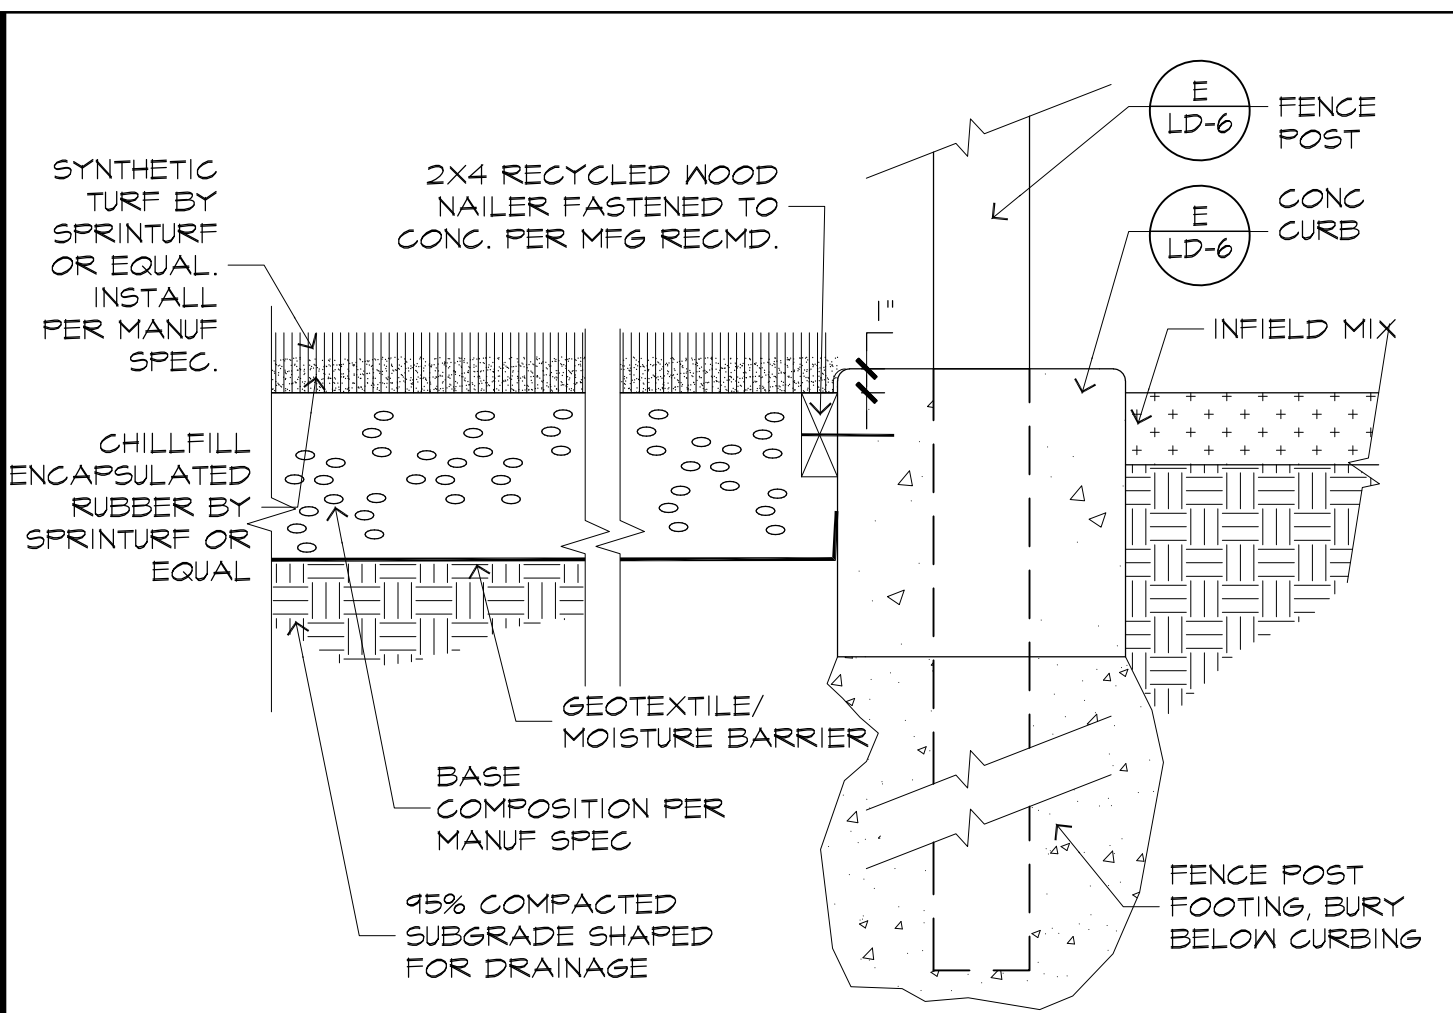 E
LD-6
FENCE
POST
SYNTHETIC
TURF BY
SPRINTURF
OR EQUAL.
INSTALL
PER MANUF
SPEC.
2X4 RECYCLED WOOD
NAILER FASTENED TO
CONC. PER MFG RECMD.
E
LD-6
CONC
CURB
1"
INFIELD MIX
CHILLFILL
ENCAPSULATED
RUBBER BY
SPRINTURF OR
EQUAL
GEOTEXTILE/
MOISTURE BARRIER
BASE
COMPOSITION PER
MANUF SPEC
95% COMPACTED
SUBGRADE SHAPED
FOR DRAINAGE
FENCE POST
FOOTING, BURY
BELOW CURBING